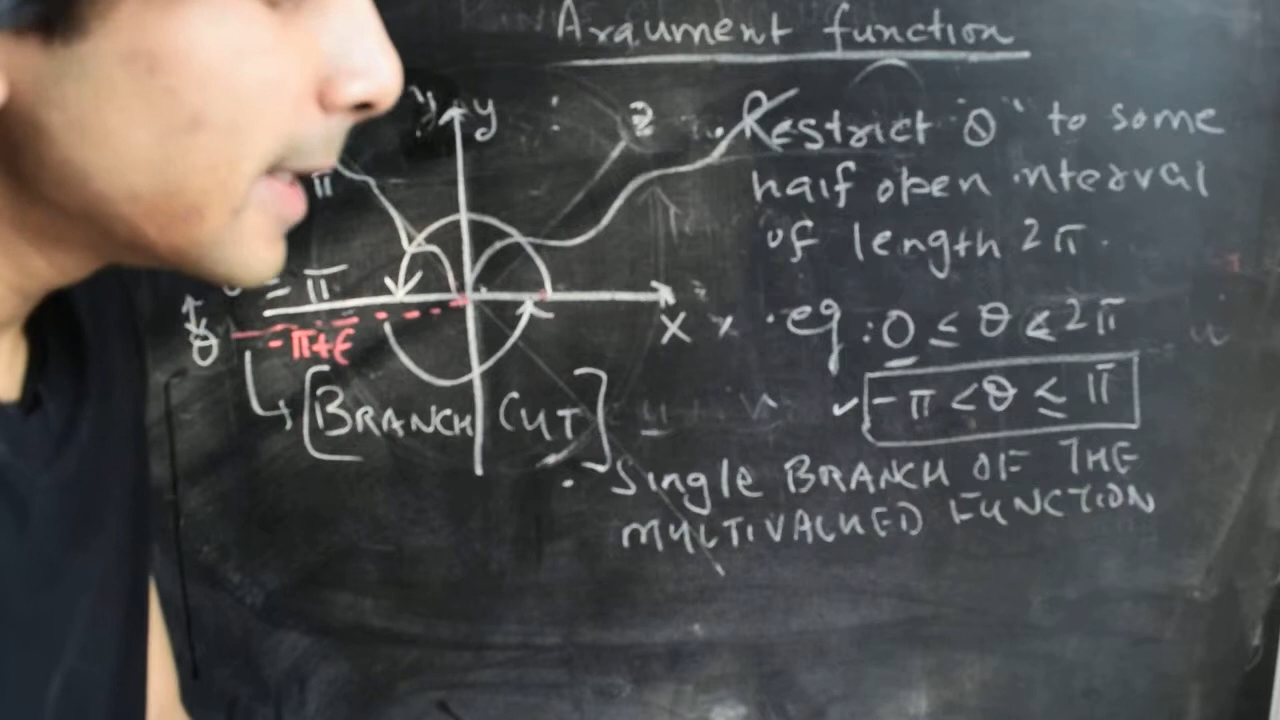 Argument function
y
z
Restrict "θ" to some
half open interval
of length 2π.
π
= π
θ
-π+ε
x
eg: 0 ≤ θ < 2π
-π < θ ≤ π
[BRANCH CUT]
Single BRANCH OF THE
MULTIVALUED FUNCTION